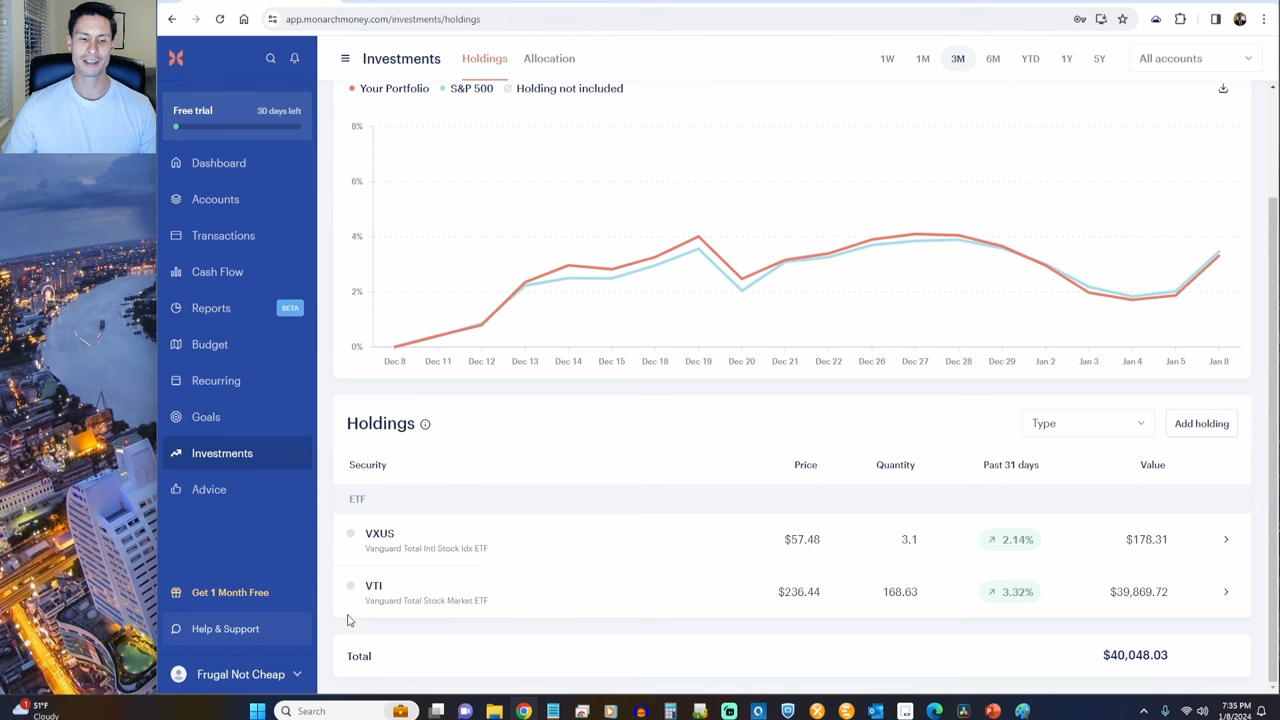 app.monarchmoney.com/investments/holdings
Investments
Holdings
Allocation
1W
1M
3M
6M
YTD
1Y
5Y
All accounts
Free trial
30 days left
Dashboard
Accounts
Transactions
Cash Flow
Reports
BETA
Budget
Recurring
Goals
Investments
Advice
Get 1 Month Free
Help & Support
Frugal Not Cheap
Your Portfolio
S&P 500
Holding not included
8%
6%
4%
2%
0%
Dec 8
Dec 11
Dec 12
Dec 13
Dec 14
Dec 15
Dec 18
Dec 19
Dec 20
Dec 21
Dec 22
Dec 26
Dec 27
Dec 28
Dec 29
Jan 2
Jan 3
Jan 4
Jan 5
Jan 8
Holdings
Type
Add holding
Security
Price
Quantity
Past 31 days
Value
ETF
VXUS
Vanguard Total Intl Stock Idx ETF
$57.48
3.1
2.14%
$178.31
VTI
Vanguard Total Stock Market ETF
$236.44
168.63
3.32%
$39,869.72
Total
$40,048.03
1
51°F
Cloudy
Search
7:35 PM
1/8/2024